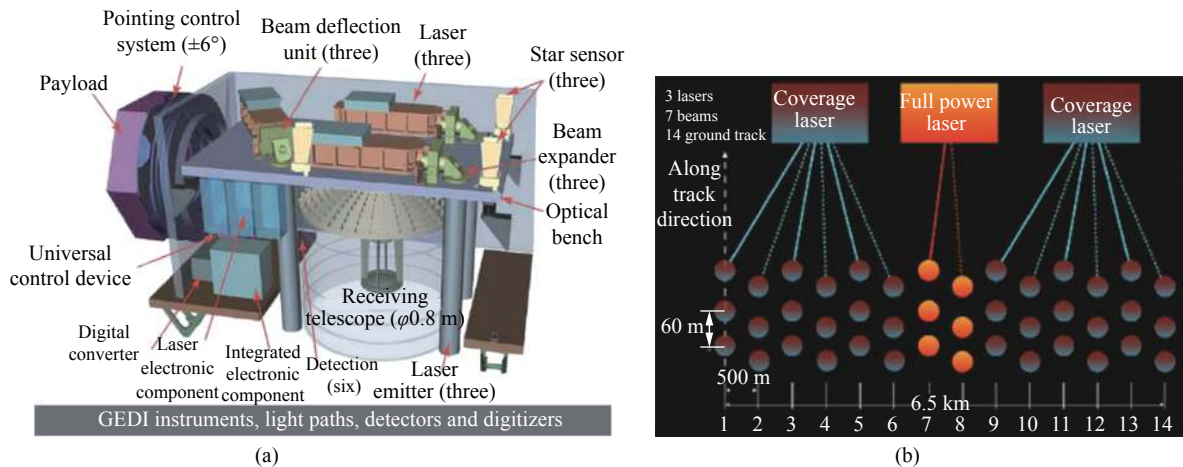 Pointing control
system (±6°)
Beam deflection
unit (three)
Laser
(three)
Star sensor
(three)
Payload
Beam
expander
(three)
Optical
bench
Universal
control device
Receiving
telescope (φ0.8 m)
Digital
converter
Laser
electronic
component
Integrated
electronic
component
Detection
(six)
Laser
emitter (three)
GEDI instruments, light paths, detectors and digitizers
(a)
3 lasers
7 beams
14 ground track
Coverage
laser
Full power
laser
Coverage
laser
Along
track
direction
60 m
500 m
6.5 km
1 2 3 4 5 6 7 8 9 10 11 12 13 14
(b)